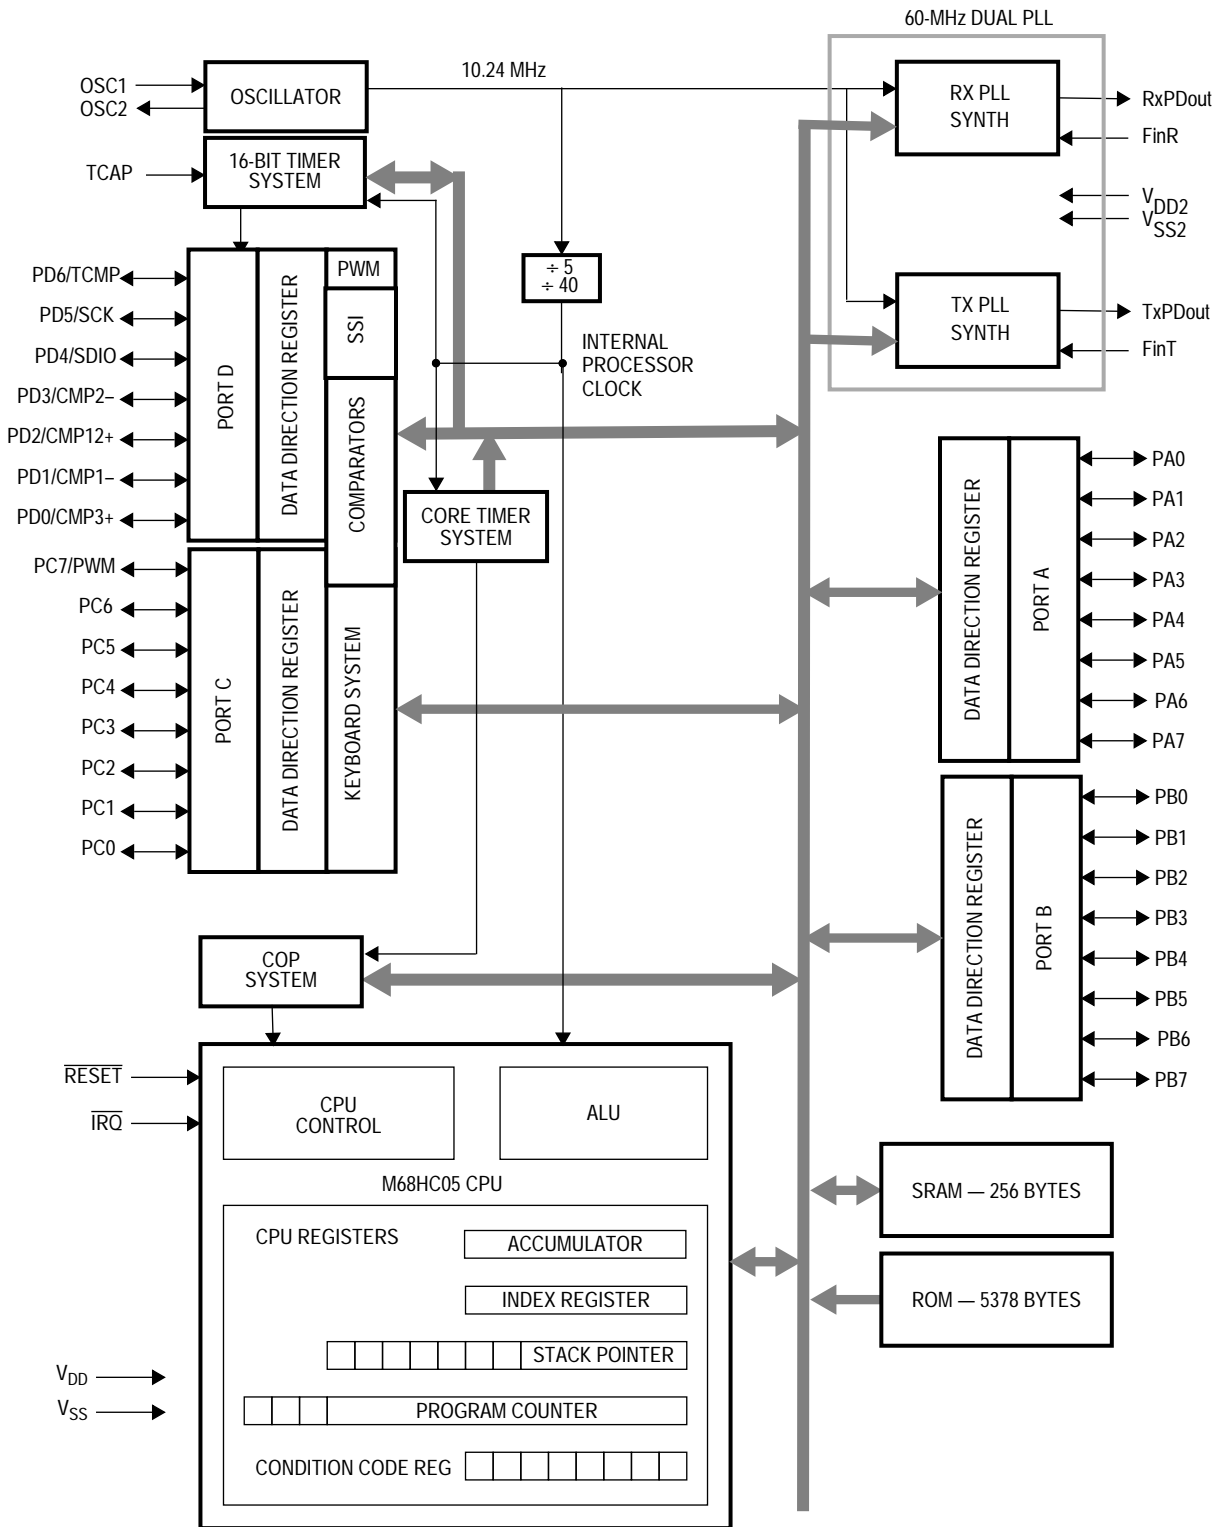 60-MHz DUAL PLL
OSC1
OSC2
OSCILLATOR
10.24 MHz
RX PLL
SYNTH
RxPDout
FinR
TCAP
16-BIT TIMER
SYSTEM
VDD2
VSS2
÷ 5
÷ 40
TX PLL
SYNTH
TxPDout
FinT
INTERNAL
PROCESSOR
CLOCK
PD6/TCMP
PD5/SCK
PD4/SDIO
PD3/CMP2–
PD2/CMP12+
PD1/CMP1–
PD0/CMP3+
PORT D
DATA DIRECTION REGISTER
PWM
SSI
COMPARATORS
CORE TIMER
SYSTEM
PC7/PWM
PC6
PC5
PC4
PC3
PC2
PC1
PC0
PORT C
DATA DIRECTION REGISTER
KEYBOARD SYSTEM
DATA DIRECTION REGISTER
PORT A
PA0
PA1
PA2
PA3
PA4
PA5
PA6
PA7
DATA DIRECTION REGISTER
PORT B
PB0
PB1
PB2
PB3
PB4
PB5
PB6
PB7
COP
SYSTEM
RESET
IRQ
CPU
CONTROL
ALU
M68HC05 CPU
CPU REGISTERS
ACCUMULATOR
INDEX REGISTER
STACK POINTER
PROGRAM COUNTER
CONDITION CODE REG
VDD
VSS
SRAM — 256 BYTES
ROM — 5378 BYTES